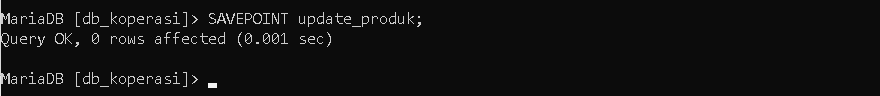 MariaDB [db_koperasi]> SAVEPOINT update_produk;
Query OK, 0 rows affected (0.001 sec)
MariaDB [db_koperasi]>